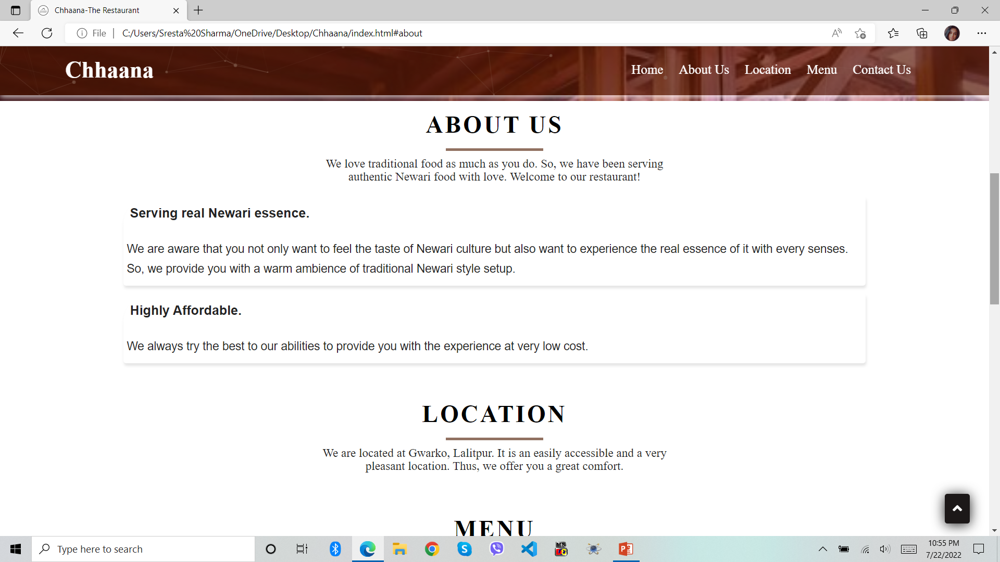 Chhaana-The Restaurant
File
C:/Users/Sresta%20Sharma/OneDrive/Desktop/Chhaana/index.html#about
Chhaana
Home About Us Location Menu Contact Us
ABOUT US
We love traditional food as much as you do. So, we have been serving
authentic Newari food with love. Welcome to our restaurant!
Serving real Newari essence.
We are aware that you not only want to feel the taste of Newari culture but also want to experience the real essence of it with every senses.
So, we provide you with a warm ambience of traditional Newari style setup.
Highly Affordable.
We always try the best to our abilities to provide you with the experience at very low cost.
LOCATION
We are located at Gwarko, Lalitpur. It is an easily accessible and a very
pleasant location. Thus, we offer you a great comfort.
MENU
Type here to search
10:55 PM
7/22/2022